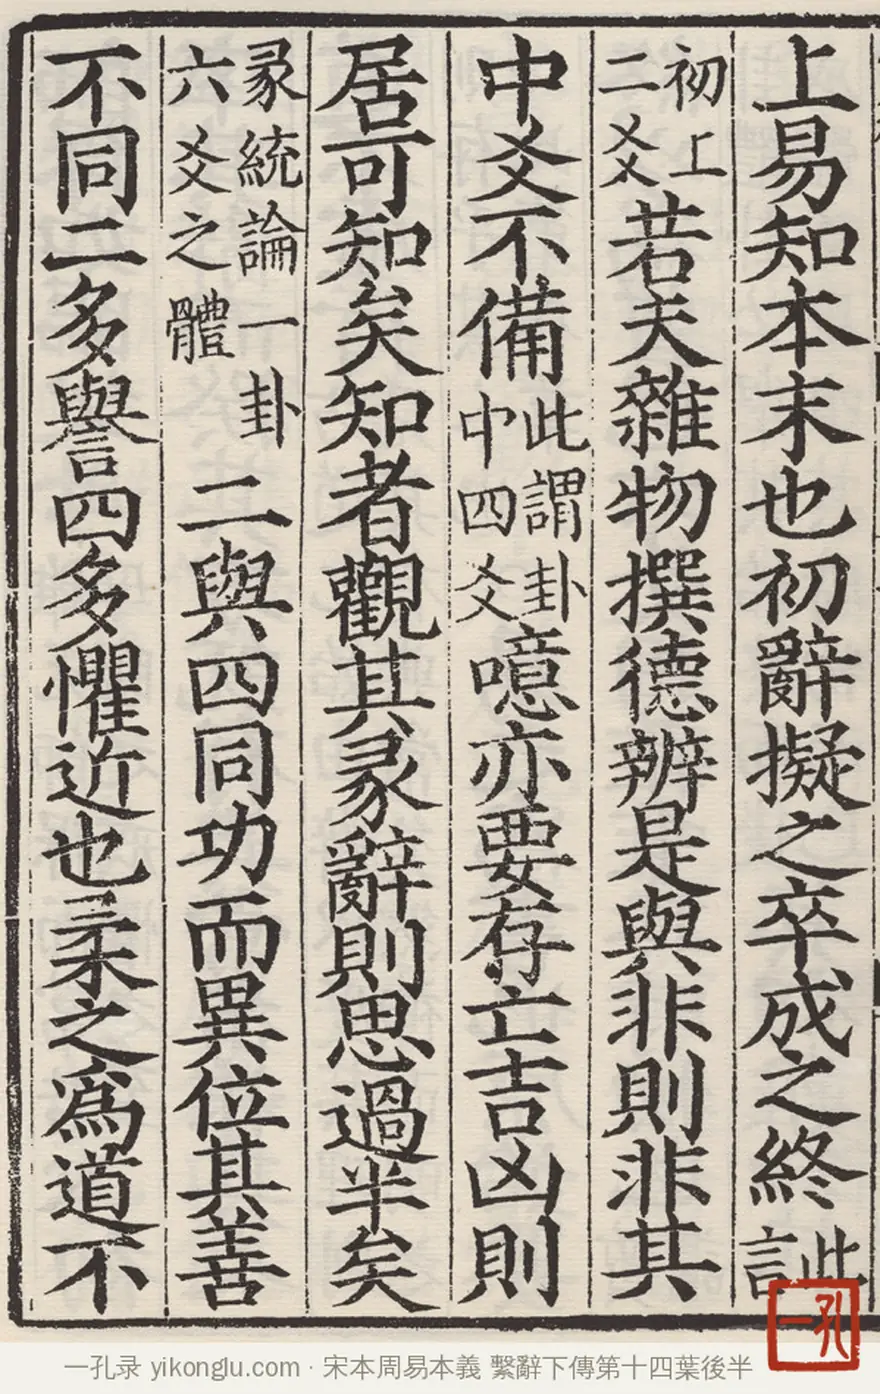 上易知本末也初辭擬之卒成之終此言
初上二爻若夫雜物撰德辨是與非則非其
中爻不備此謂卦中四爻噫亦要存亡吉凶則
居可知矣知者觀其彖辭則思過半矣
彖統論一卦六爻之體二與四同功而異位其善
不同二多譽四多懼近也柔之為道不
一孔
一孔录 yikonglu.com · 宋本周易本義 繫辭下傳第十四葉後半